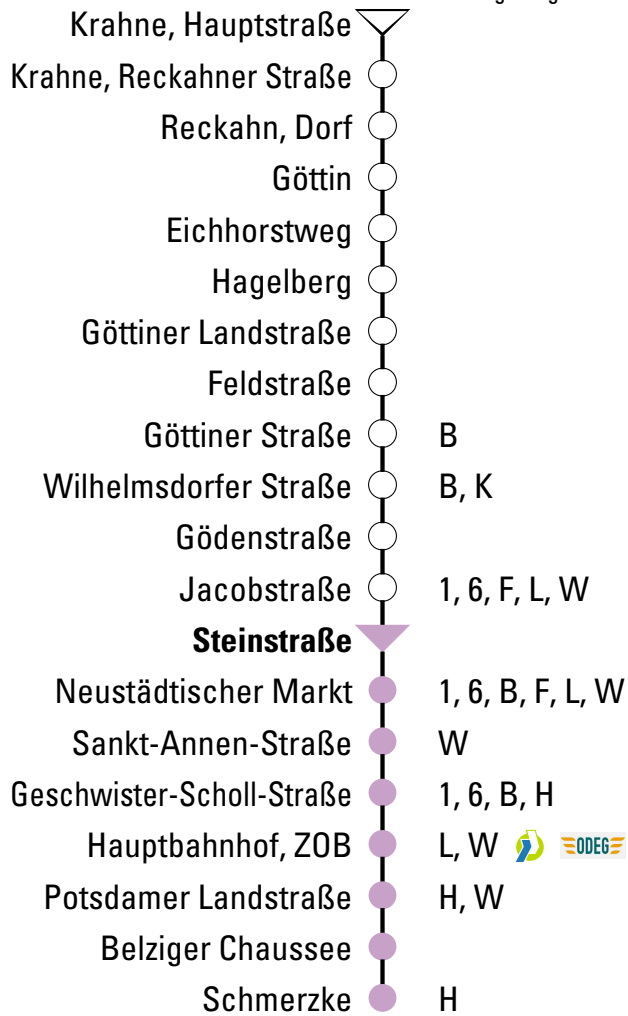 Krahne, Hauptstraße
Krahne, Reckahner Straße
Reckahn, Dorf
Göttin
Eichhorstweg
Hagelberg
Göttiner Landstraße
Feldstraße
Göttiner Straße B
Wilhelmsdorfer Straße B, K
Gödenstraße
Jacobstraße 1, 6, F, L, W
Steinstraße
Neustädtischer Markt 1, 6, B, F, L, W
Sankt-Annen-Straße W
Geschwister-Scholl-Straße 1, 6, B, H
Hauptbahnhof, ZOB L, W ODEG
Potsdamer Landstraße H, W
Belziger Chaussee
Schmerzke H